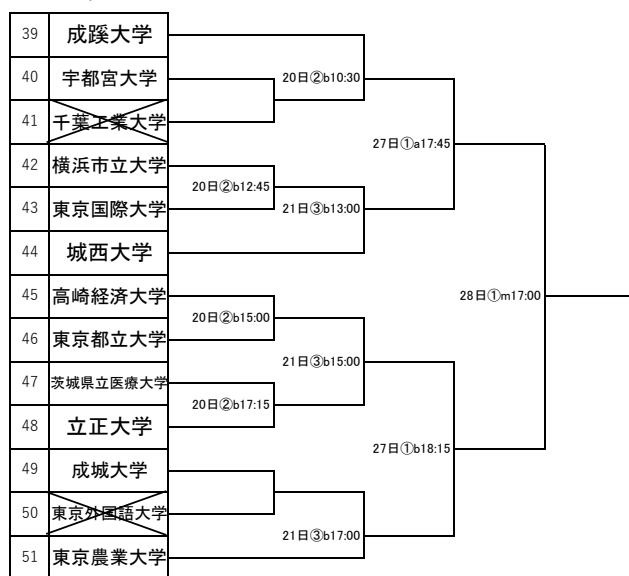 39 成蹊大学
20日②b10:30
40 宇都宮大学
41 千葉工業大学
27日①a17:45
42 横浜市立大学
20日②b12:45
43 東京国際大学
21日③b13:00
44 城西大学
28日①m17:00
45 高崎経済大学
20日②b15:00
46 東京都立大学
21日③b15:00
47 茨城県立医療大学
20日②b17:15
48 立正大学
27日①b18:15
49 成城大学
50 東京外国語大学
21日③b17:00
51 東京農業大学